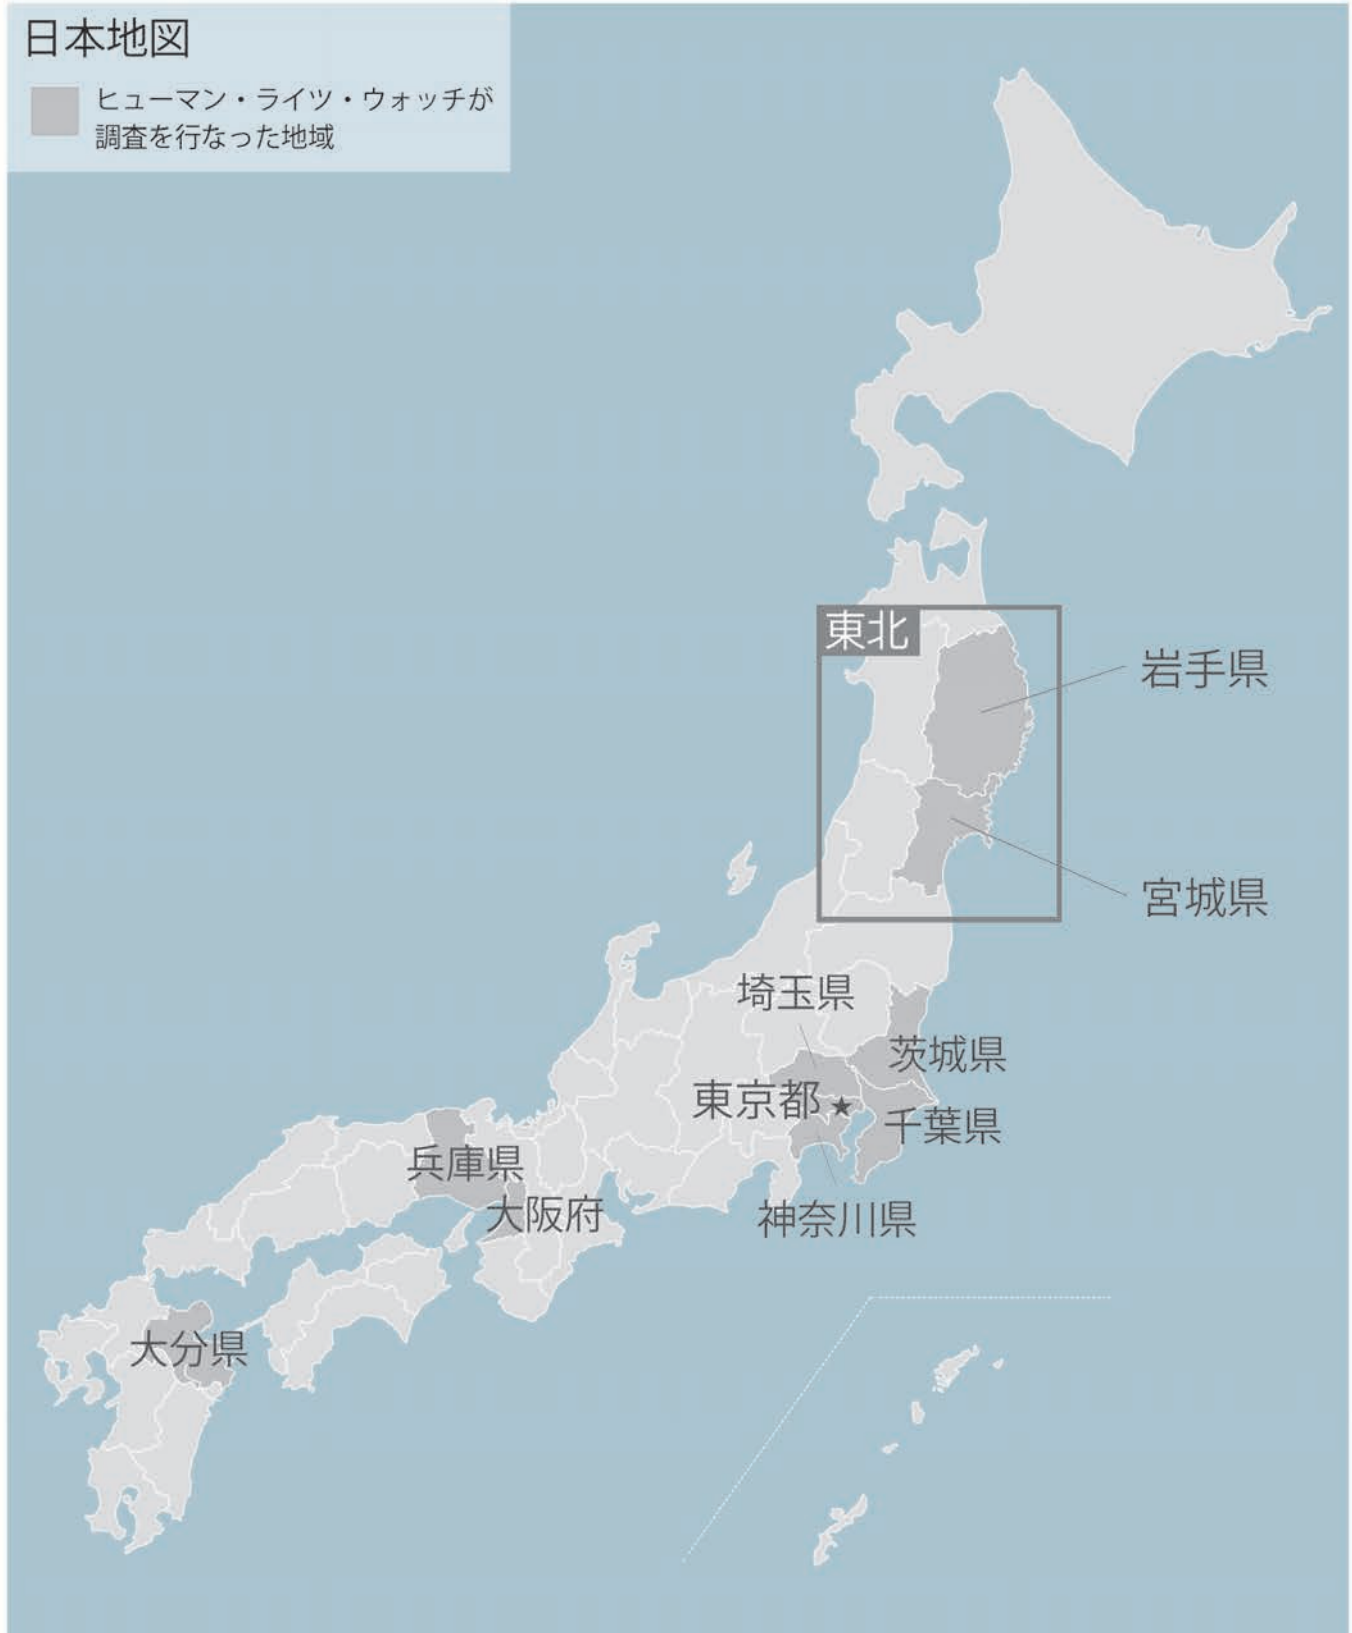 日本地図
ヒューマン・ライツ・ウォッチが
調査を行なった地域
東北
岩手県
宮城県
埼玉県
茨城県
東京都
千葉県
兵庫県
大阪府
神奈川県
大分県